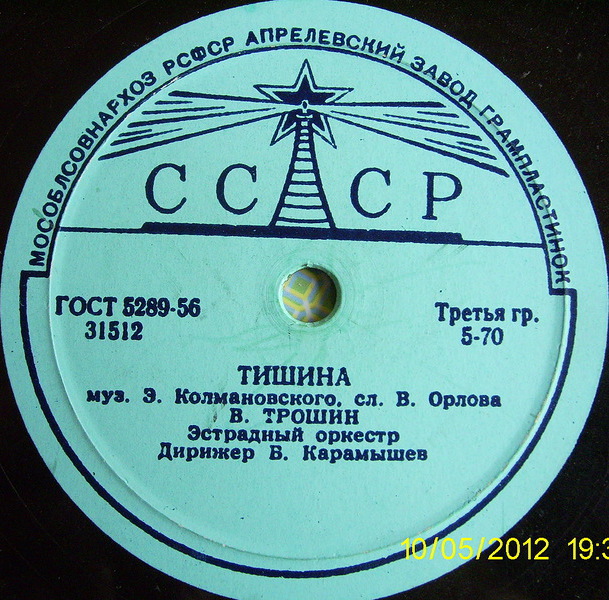 МОСОБЛСОВНАРХОЗ РСФСР АПРЕЛЕВСКИЙ ЗАВОД ГРАМПЛАСТИНОК
СССР
ГОСТ 5289-56
31512
Третья гр.
5-70
ТИШИНА
муз. Э. Колмановского, сл. В. Орлова
В. ТРОШИН
Эстрадный оркестр
Дирижер Б. Карамышев
10/05/2012 19:3